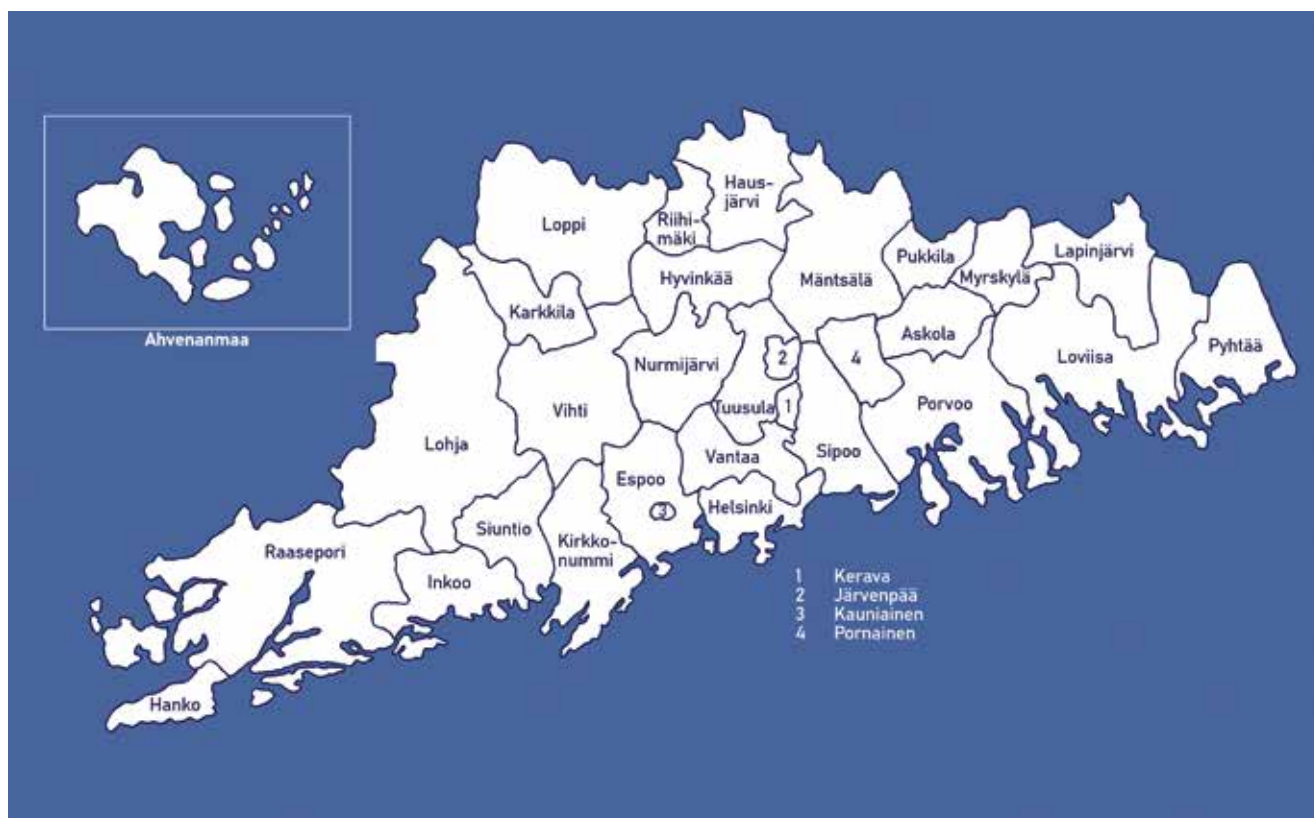 Ahvenanmaa
Haus-
järvi
Loppi
Riihi-
mäki
Pukkila
Lapinjärvi
Hyvinkää
Mäntsälä
Myrskylä
Karkkila
Askola
Nurmijärvi
2
4
Loviisa
Pyhtää
Vihti
Tuusula
1
Porvoo
Lohja
Vantaa
Sipoo
Espoo
3
Helsinki
Siuntio
Kirkko-
nummi
Raasepori
Inkoo
Hanko
1 Kerava
2 Järvenpää
3 Kauniainen
4 Pornainen